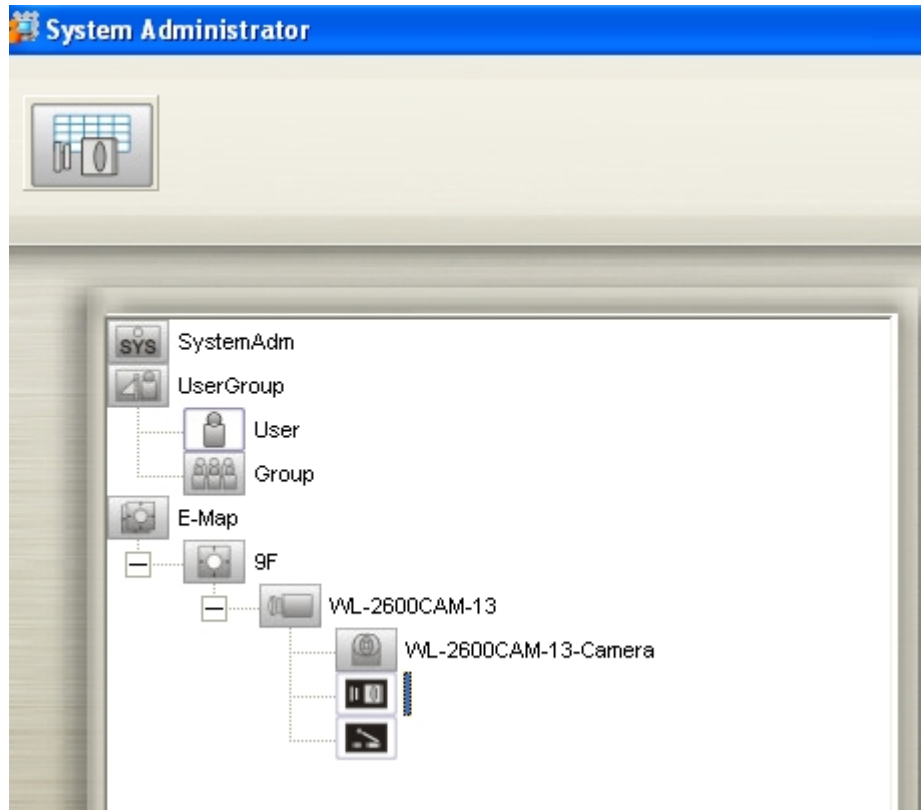 System Administrator
SYS SystemAdm
UserGroup
User
Group
E-Map
9F
WL-2600CAM-13
WL-2600CAM-13-Camera